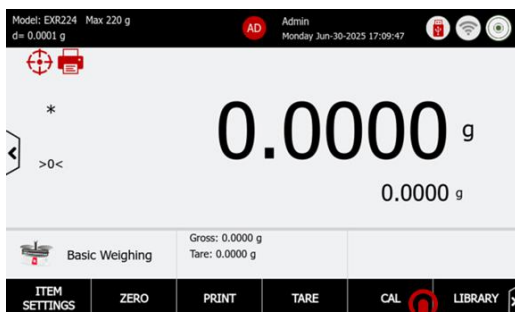 Model: EXR224 Max 220 g
d= 0.0001 g
AD
Admin
Monday Jun-30-2025 17:09:47
*
>0<
0.0000 g
0.0000 g
Basic Weighing
Gross: 0.0000 g
Tare: 0.0000 g
ITEM
SETTINGS
ZERO
PRINT
TARE
CAL
LIBRARY